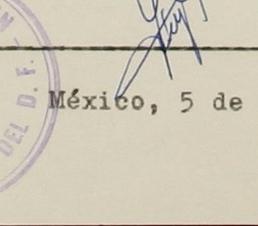 México, 5 de
DEL D. F.